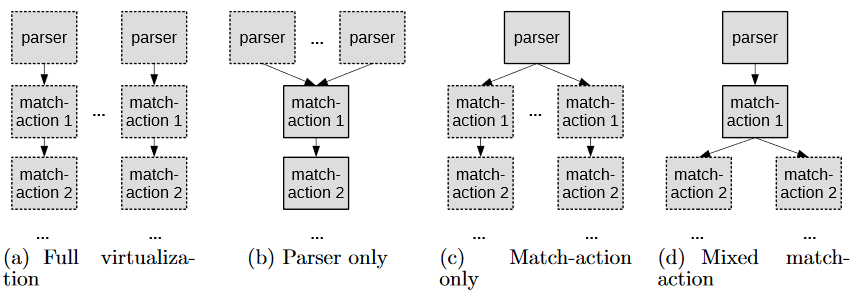 parser
parser
match-
action 1
...
match-
action 1
match-
action 2
match-
action 2
...
...
(a) Full virtualiza-
tion
parser
...
parser
match-
action 1
match-
action 2
...
(b) Parser only
parser
match-
action 1
...
match-
action 1
match-
action 2
match-
action 2
...
...
(c) Match-action
only
parser
match-
action 1
match-
action 2
match-
action 2
...
...
(d) Mixed match-
action